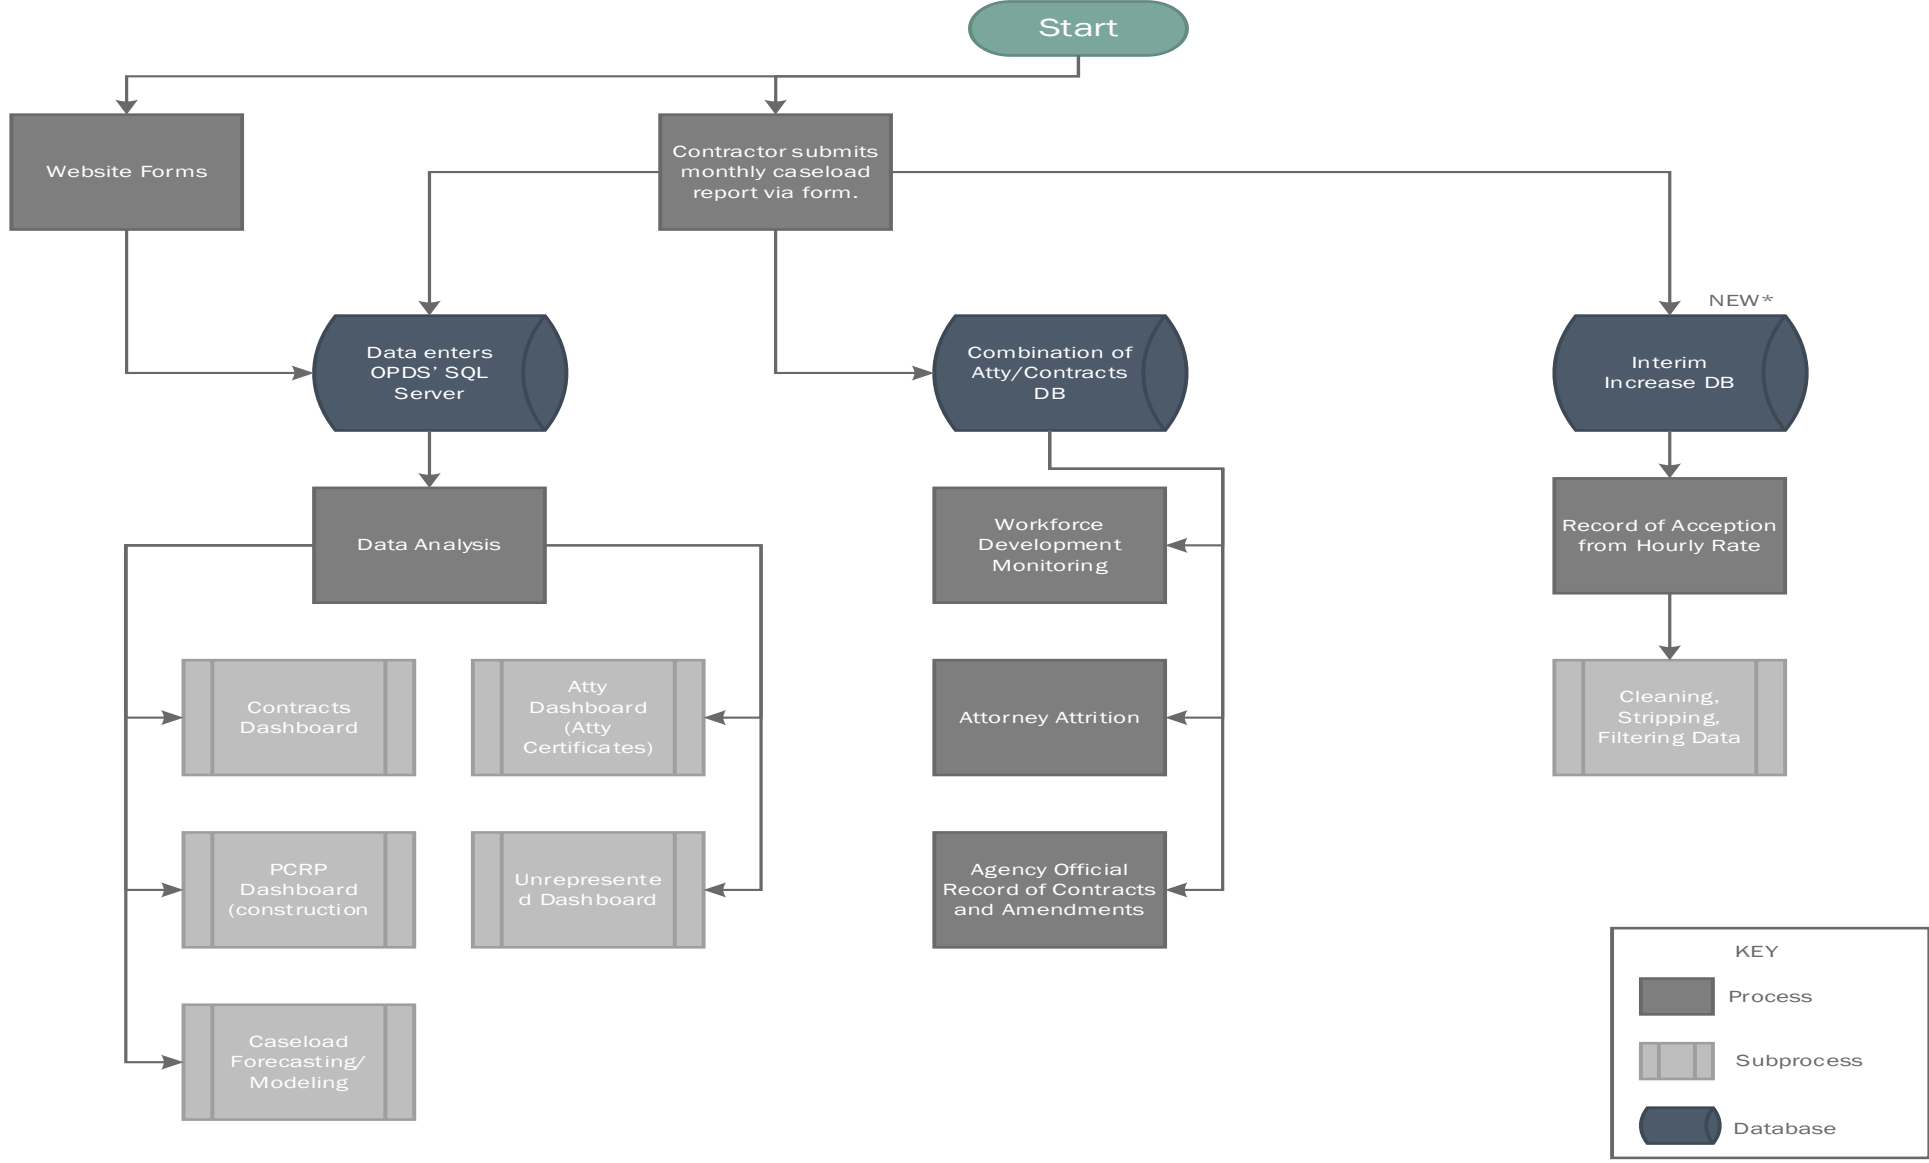 Start
Website Forms
Contractor submits
monthly caseload
report via form.
NEW*
Data enters
OPDS’ SQL
Server
Combination of
Atty/Contracts
DB
Interim
Increase DB
Data Analysis
Workforce
Development
Monitoring
Record of Acception
from Hourly Rate
Contracts
Dashboard
Atty
Dashboard
(Atty
Certificates)
Attorney Attrition
Cleaning,
Stripping,
Filtering Data
PCRP
Dashboard
(construction
Unrepresente
d Dashboard
Agency Official
Record of Contracts
and Amendments
Caseload
Forecasting/
Modeling
KEY
Process
Subprocess
Database